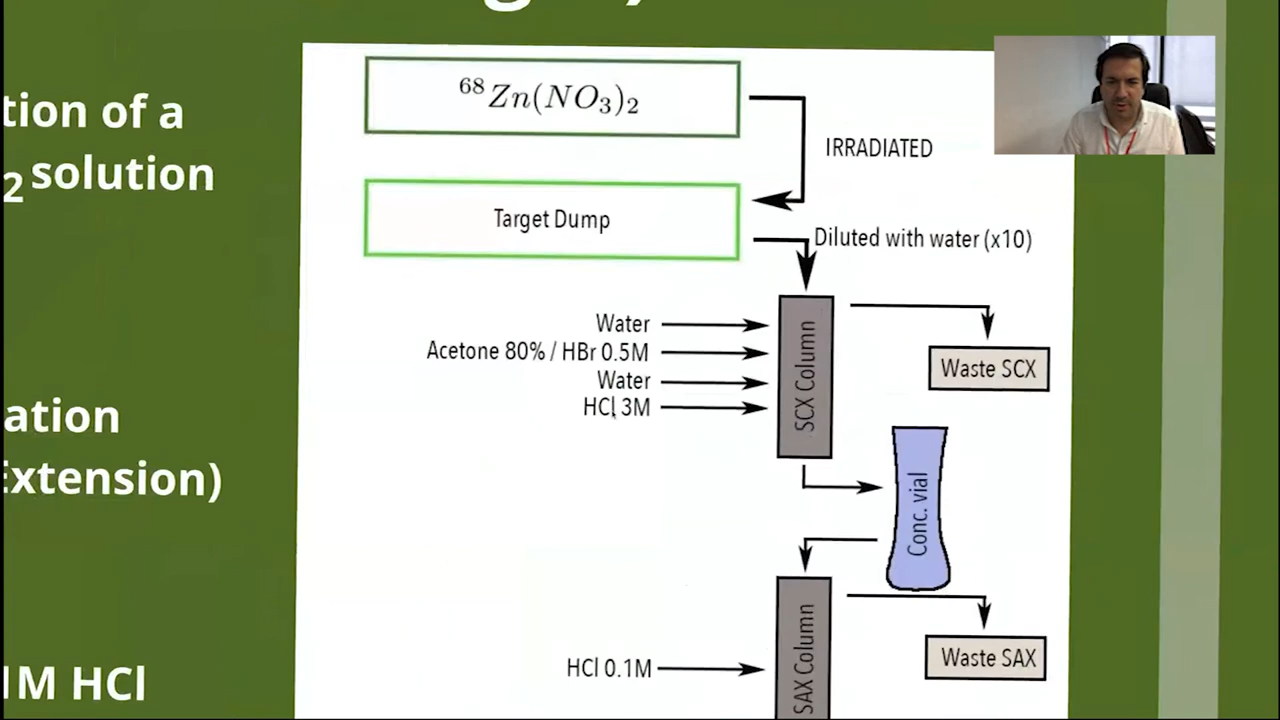 tion of a
2 solution
ation
Extension)
1M HCl
⁶⁸Zn(NO₃)₂
IRRADIATED
Target Dump
Diluted with water (x10)
Water
Acetone 80% / HBr 0.5M
Water
HCl 3M
SCX Column
Waste SCX
Conc. vial
HCl 0.1M
SAX Column
Waste SAX